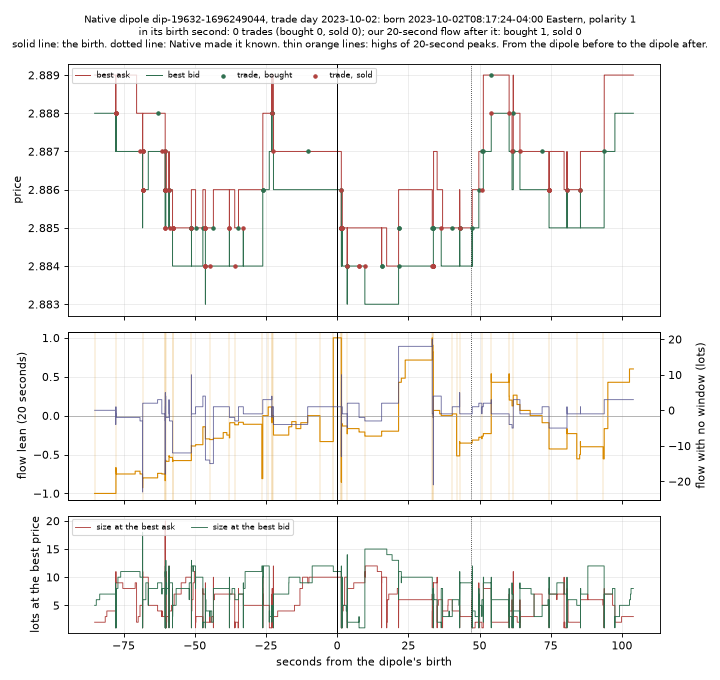 Native dipole dip-19632-1696249044, trade day 2023-10-02: born 2023-10-02T08:17:24-04:00 Eastern, polarity 1
in its birth second: 0 trades (bought 0, sold 0); our 20-second flow after it: bought 1, sold 0
solid line: the birth. dotted line: Native made it known. thin orange lines: highs of 20-second peaks. From the dipole before to the dipole after.
best ask
best bid
trade, bought
trade, sold
2.889
2.888
2.887
2.886
2.885
2.884
2.883
price
1.0
0.5
0.0
−0.5
−1.0
flow lean (20 seconds)
20
10
0
−10
−20
flow with no window (lots)
size at the best ask
size at the best bid
20
15
10
5
lots at the best price
−75
−50
−25
0
25
50
75
100
seconds from the dipole's birth